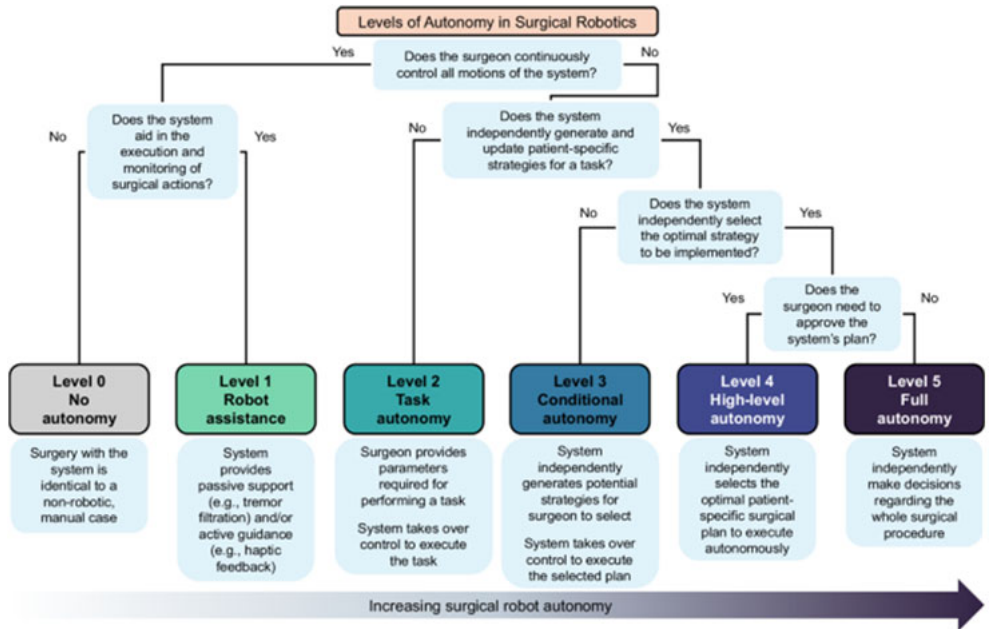 Levels of Autonomy in Surgical Robotics
Yes
Does the surgeon continuously
control all motions of the system?
No
No
Does the system
aid in the
execution and
monitoring of
surgical actions?
Yes
No
Does the system
independently generate and
update patient-specific
strategies for a task?
Yes
No
Does the system
independently select
the optimal strategy
to be implemented?
Yes
Yes
Does the
surgeon need to
approve the
system's plan?
No
Level 0
No
autonomy
Surgery with the
system is
identical to a
non-robotic,
manual case
Level 1
Robot
assistance
System
provides
passive support
(e.g., tremor
filtration) and/or
active guidance
(e.g., haptic
feedback)
Level 2
Task
autonomy
Surgeon provides
parameters
required for
performing a task
System takes over
control to execute
the task
Level 3
Conditional
autonomy
System
independently
generates potential
strategies for
surgeon to select
System takes over
control to execute
the selected plan
Level 4
High-level
autonomy
System
independently
selects the
optimal patient-
specific surgical
plan to execute
autonomously
Level 5
Full
autonomy
System
independently
make decisions
regarding the
whole surgical
procedure
Increasing surgical robot autonomy